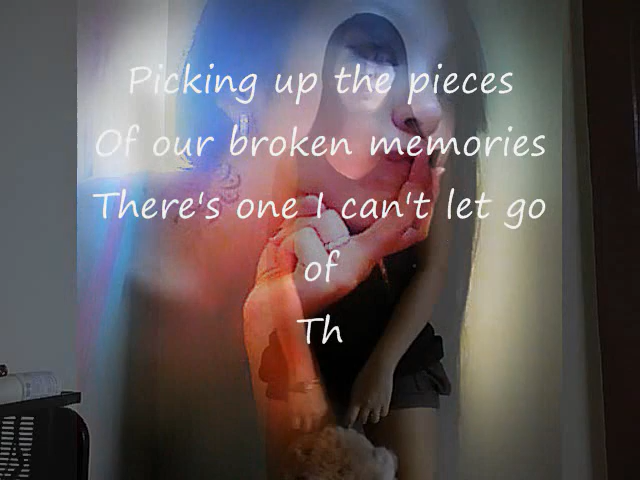 Picking up the pieces
Of our broken memories
There's one I can't let go
of
Th